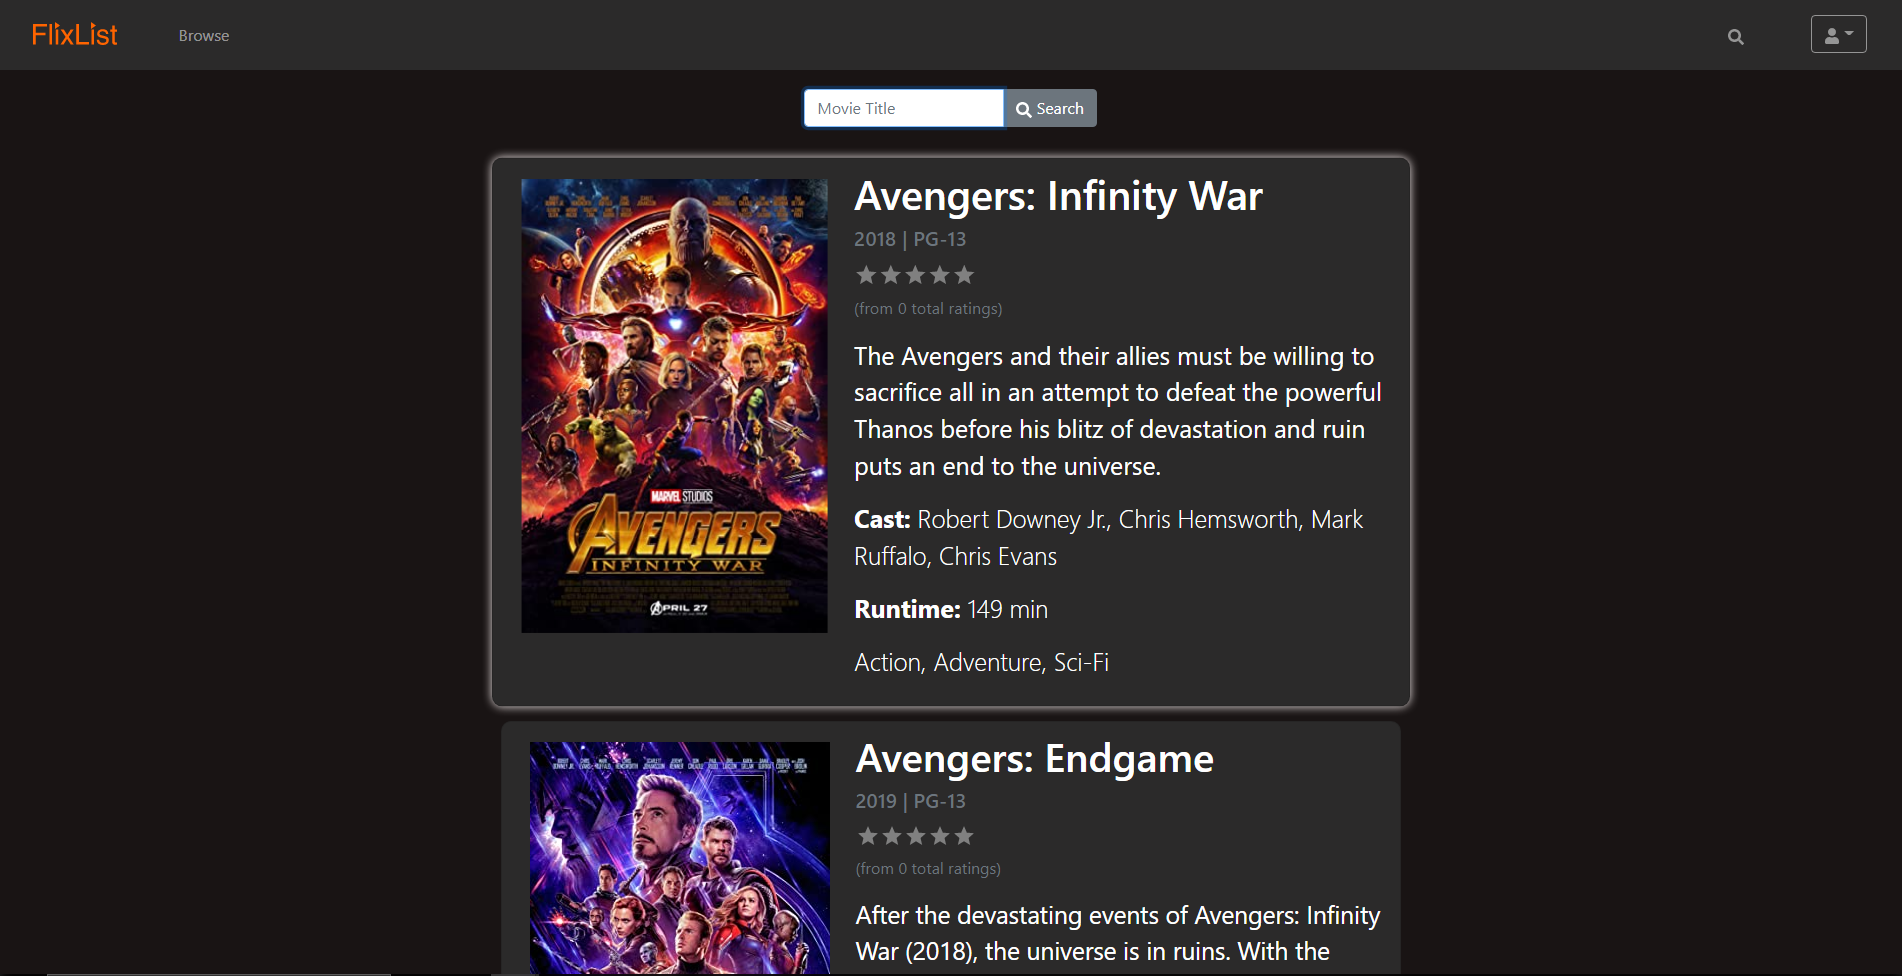 FlixList
Browse
Movie Title
Search
Avengers: Infinity War
2018 | PG-13
(from 0 total ratings)
The Avengers and their allies must be willing to
sacrifice all in an attempt to defeat the powerful
Thanos before his blitz of devastation and ruin
puts an end to the universe.
Cast: Robert Downey Jr., Chris Hemsworth, Mark
Ruffalo, Chris Evans
Runtime: 149 min
Action, Adventure, Sci-Fi
MARVEL STUDIOS
AVENGERS
INFINITY WAR
APRIL 27
Avengers: Endgame
2019 | PG-13
(from 0 total ratings)
After the devastating events of Avengers: Infinity
War (2018), the universe is in ruins. With the